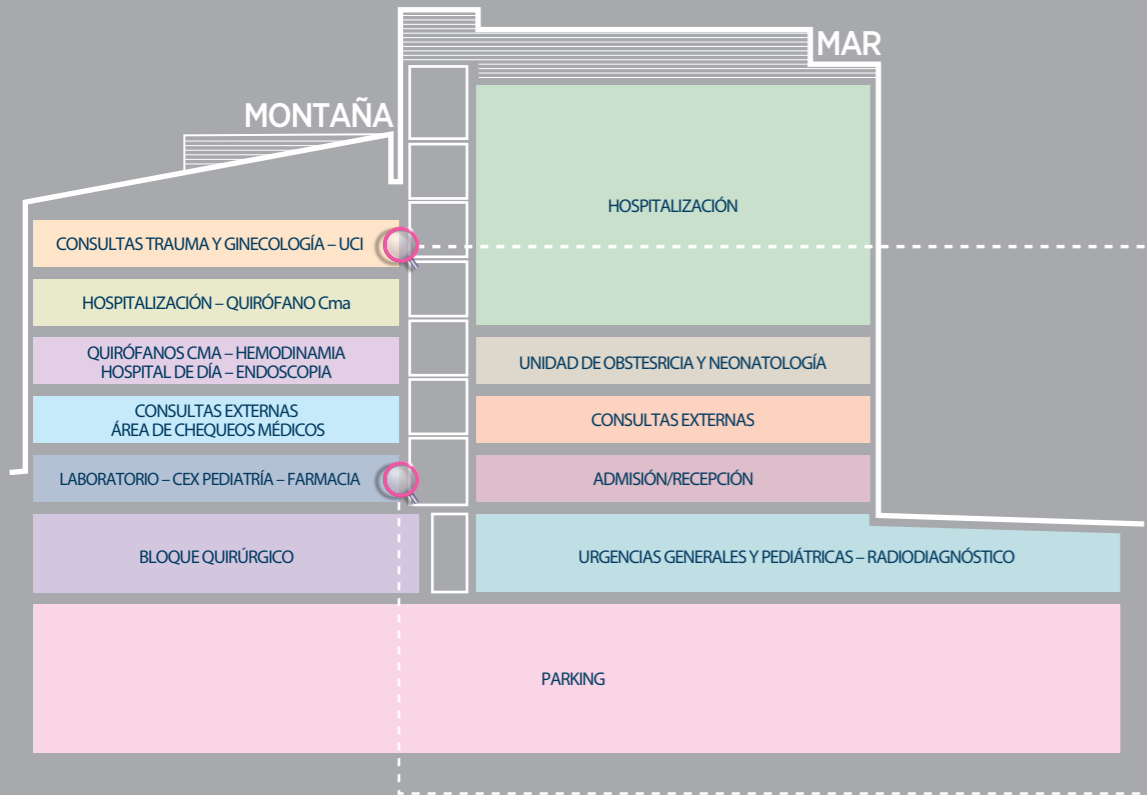 MAR
MONTAÑA
HOSPITALIZACIÓN
CONSULTAS TRAUMA Y GINECOLOGÍA – UCI
HOSPITALIZACIÓN – QUIRÓFANO Cma
QUIRÓFANOS CMA – HEMODINAMIA
HOSPITAL DE DÍA – ENDOSCOPIA
UNIDAD DE OBSTESRICIA Y NEONATOLOGÍA
CONSULTAS EXTERNAS
ÁREA DE CHEQUEOS MÉDICOS
CONSULTAS EXTERNAS
LABORATORIO – CEX PEDIATRÍA – FARMACIA
ADMISIÓN/RECEPCIÓN
BLOQUE QUIRÚRGICO
URGENCIAS GENERALES Y PEDIÁTRICAS – RADIODIAGNÓSTICO
PARKING